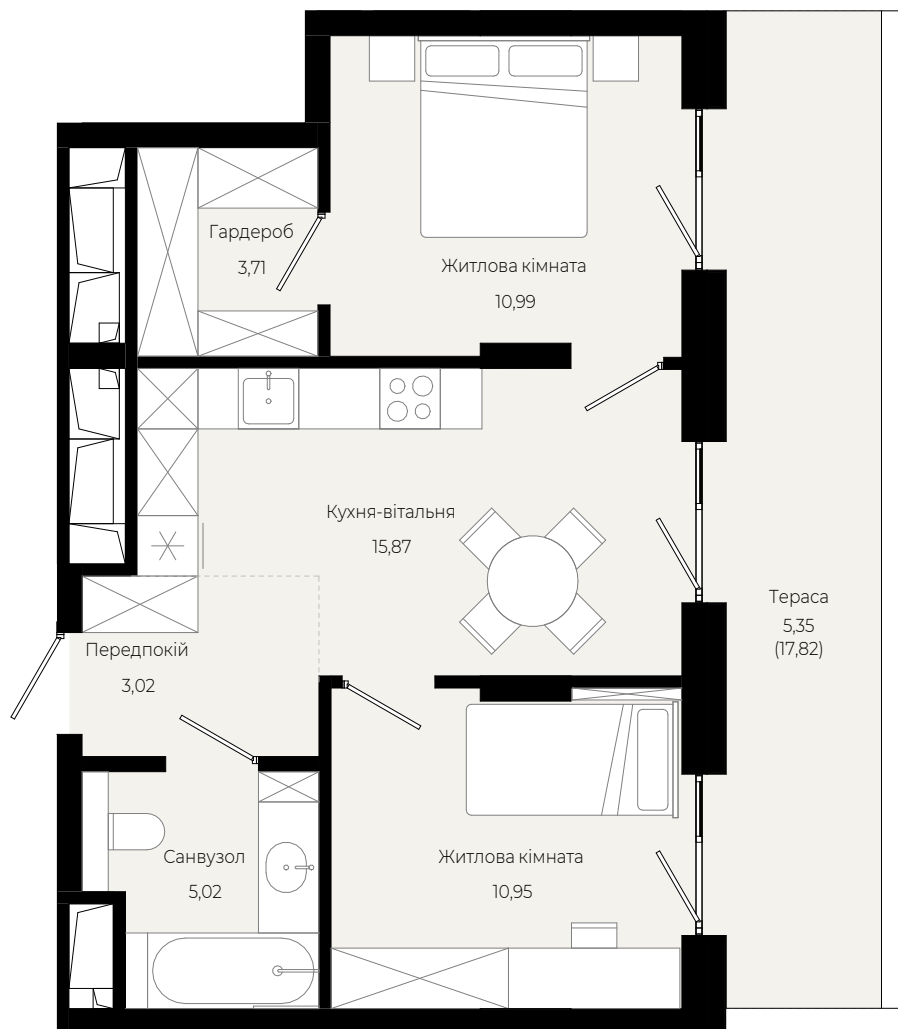 Гардероб
3,71
Житлова кімната
10,99
Кухня-вітальня
15,87
Тераса
5,35
(17,82)
Передпокій
3,02
Санвузол
5,02
Житлова кімната
10,95